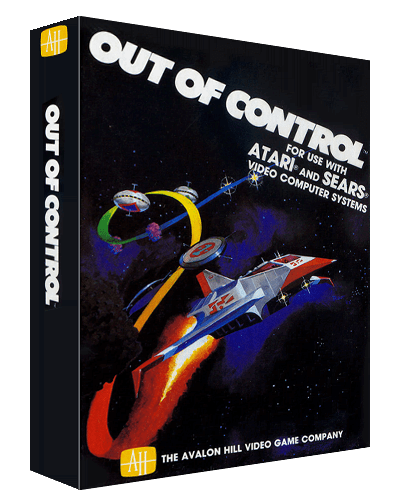 AH
OUT OF CONTROL
OUT OF CONTROL™
FOR USE WITH
ATARI® AND SEARS®
VIDEO COMPUTER SYSTEMS
AH
THE AVALON HILL VIDEO GAME COMPANY